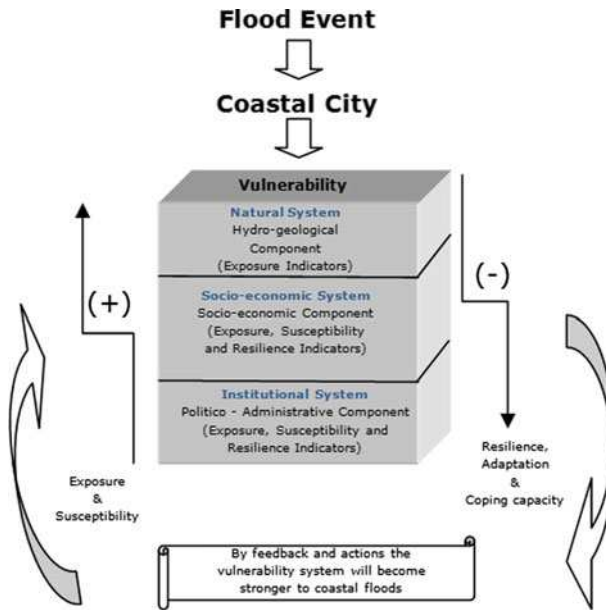 Flood Event
Coastal City
Vulnerability
Natural System
Hydro-geological
Component
(Exposure Indicators)
Socio-economic System
Socio-economic Component
(Exposure, Susceptibility
and Resilience Indicators)
Institutional System
Politico - Administrative Component
(Exposure, Susceptibility and
Resilience Indicators)
(+)
Exposure
&
Susceptibility
(-)
Resilience,
Adaptation
&
Coping capacity
By feedback and actions the
vulnerability system will become
stronger to coastal floods